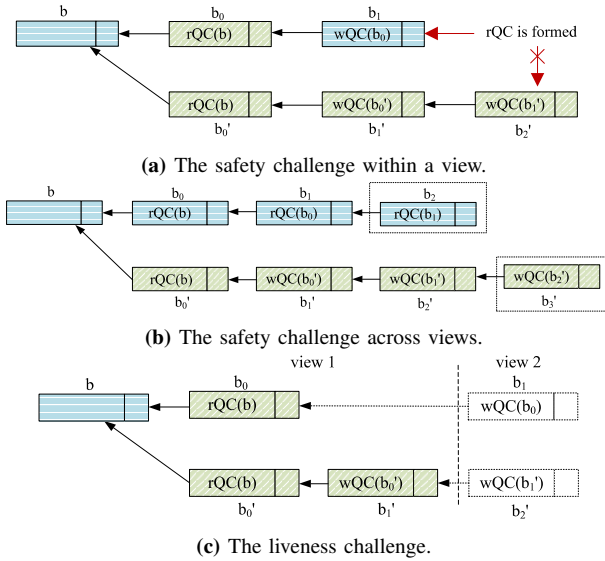 b₀ b₁
b
rQC(b) wQC(b₀) rQC is formed
rQC(b) wQC(b₀') wQC(b₁')
b₀' b₁' b₂'
(a) The safety challenge within a view.
b b₀ b₁ b₂
rQC(b) rQC(b₀) rQC(b₁)
rQC(b) wQC(b₀') wQC(b₁') wQC(b₂')
b₀' b₁' b₂' b₃'
(b) The safety challenge across views.
view 1 view 2
b b₀ b₁
rQC(b) wQC(b₀)
rQC(b) wQC(b₀') wQC(b₁')
b₀' b₁' b₂'
(c) The liveness challenge.